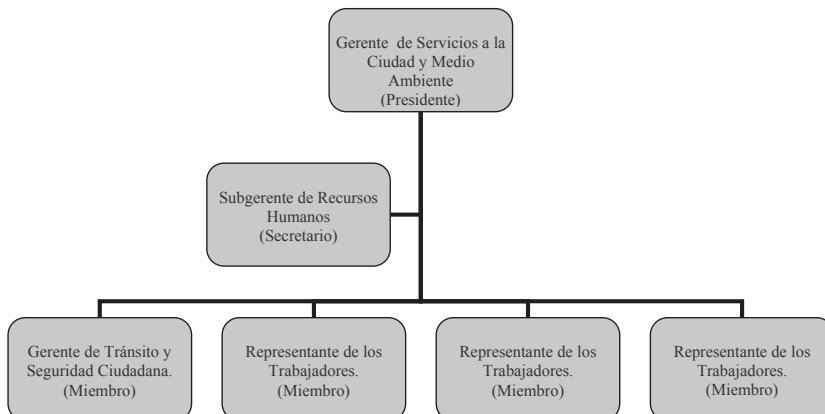 Gerente de Servicios a la
Ciudad y Medio
Ambiente
(Presidente)
Subgerente de Recursos
Humanos
(Secretario)
Gerente de Tránsito y
Seguridad Ciudadana.
(Miembro)
Representante de los
Trabajadores.
(Miembro)
Representante de los
Trabajadores.
(Miembro)
Representante de los
Trabajadores.
(Miembro)